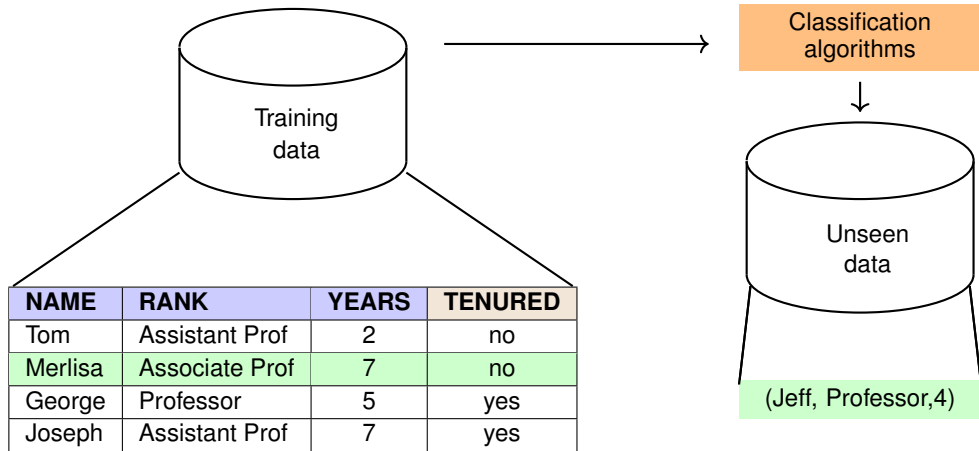 Training
data
Classification
algorithms
Unseen
data
NAME RANK YEARS TENURED
Tom Assistant Prof 2 no
Merlisa Associate Prof 7 no
George Professor 5 yes
Joseph Assistant Prof 7 yes
(Jeff, Professor,4)